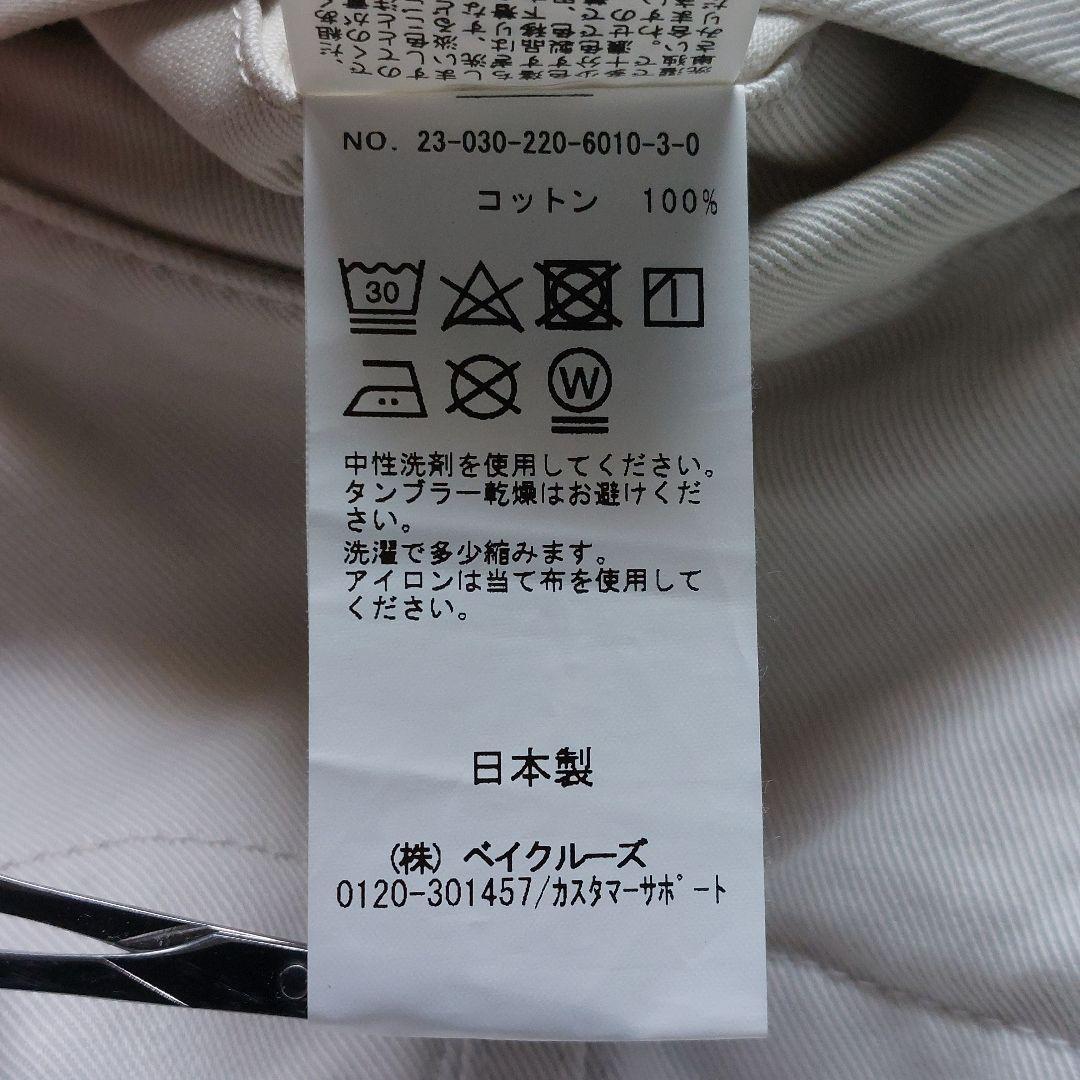 NO. 23-030-220-6010-3-0
コットン 100%
30
W
中性洗剤を使用してください。
タンブラー乾燥はお避けくだ
さい。
洗濯で多少縮みます。
アイロンは当て布を使用して
ください。
日本製
(株) ベイクルーズ
0120-301457/カスタマーサポート